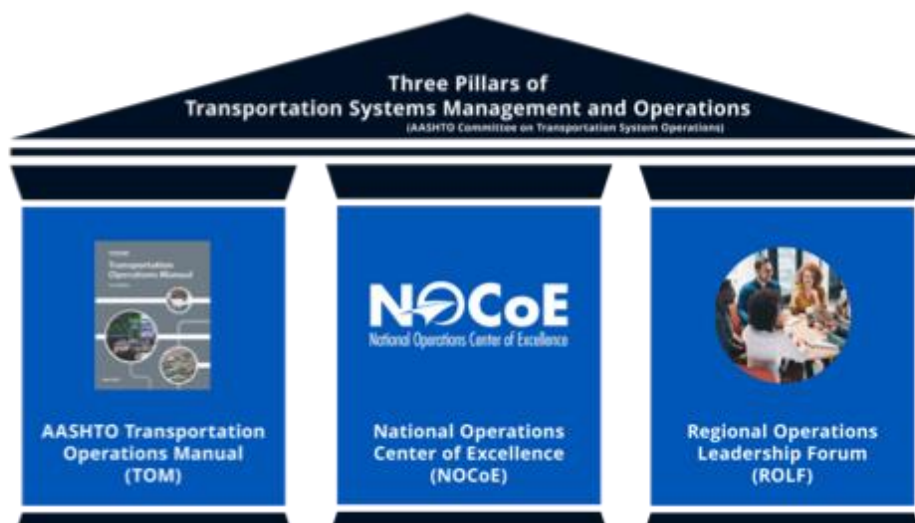 Three Pillars of
Transportation Systems Management and Operations
(AASHTO Committee on Transportation System Operations)
Transportation
Operations Manual
NOCoE
National Operations Center of Excellence
AASHTO Transportation
Operations Manual
(TOM)
National Operations
Center of Excellence
(NOCoE)
Regional Operations
Leadership Forum
(ROLF)